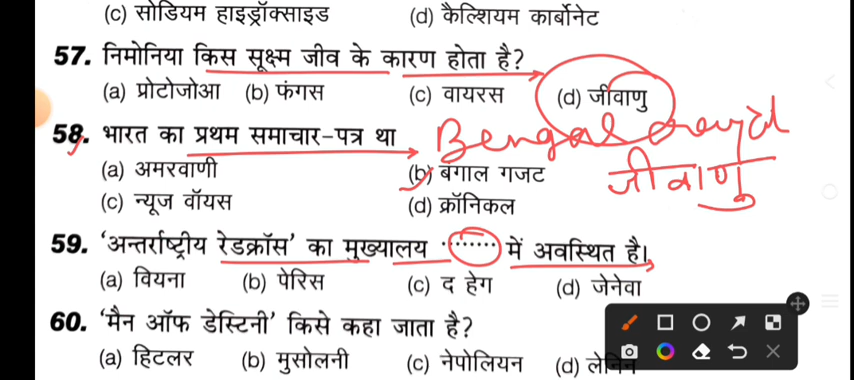 (c) सोडियम हाइड्रॉक्साइड (d) कैल्शियम कार्बोनेट
57. निमोनिया किस सूक्ष्म जीव के कारण होता है?
(a) प्रोटोजोआ (b) फंगस (c) वायरस (d) जीवाणु
58. भारत का प्रथम समाचार-पत्र था
Bengal
(a) अमरवाणी (b) बंगाल गजट
जीवाणु
(c) न्यूज वॉयस (d) क्रॉनिकल
59. ‘अन्तर्राष्ट्रीय रेडक्रॉस’ का मुख्यालय ........ में अवस्थित है।
(a) वियना (b) पेरिस (c) द हेग (d) जेनेवा
60. ‘मैन ऑफ डेस्टिनी’ किसे कहा जाता है?
(a) हिटलर (b) मुसोलनी (c) नेपोलियन (d) लेनिन